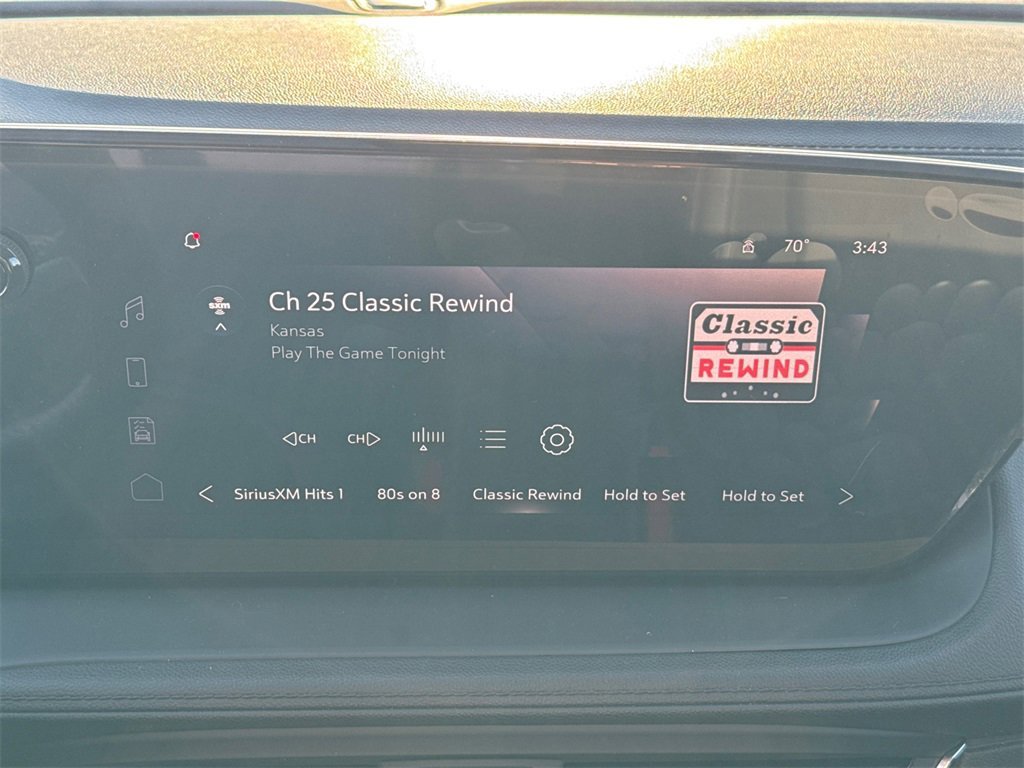 70° 3:43
sxm
Ch 25 Classic Rewind
Kansas
Play The Game Tonight
Classic
REWIND
CH CH
SiriusXM Hits 1 80s on 8 Classic Rewind Hold to Set Hold to Set